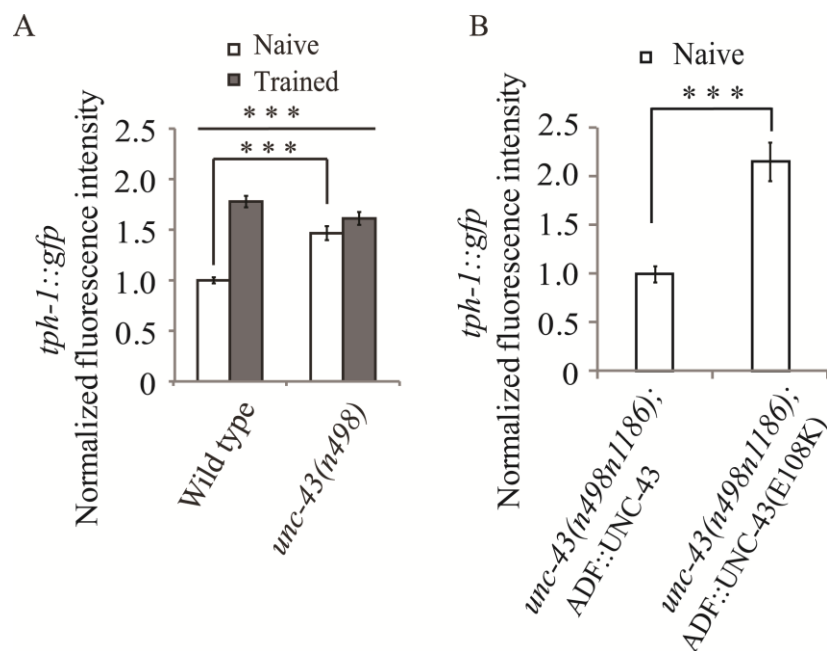 A
Naive
Trained
tph-1::gfp
Normalized fluorescence intensity
2.5
2.0
1.5
1.0
0.5
0
* * *
* * *
Wild type
unc-43(n498)
B
Naive
tph-1::gfp
Normalized fluorescence intensity
2.5
2.0
1.5
1.0
0.5
0
* * *
unc-43(n498n1186);
ADF::UNC-43
unc-43(n498n1186);
ADF::UNC-43(E108K)